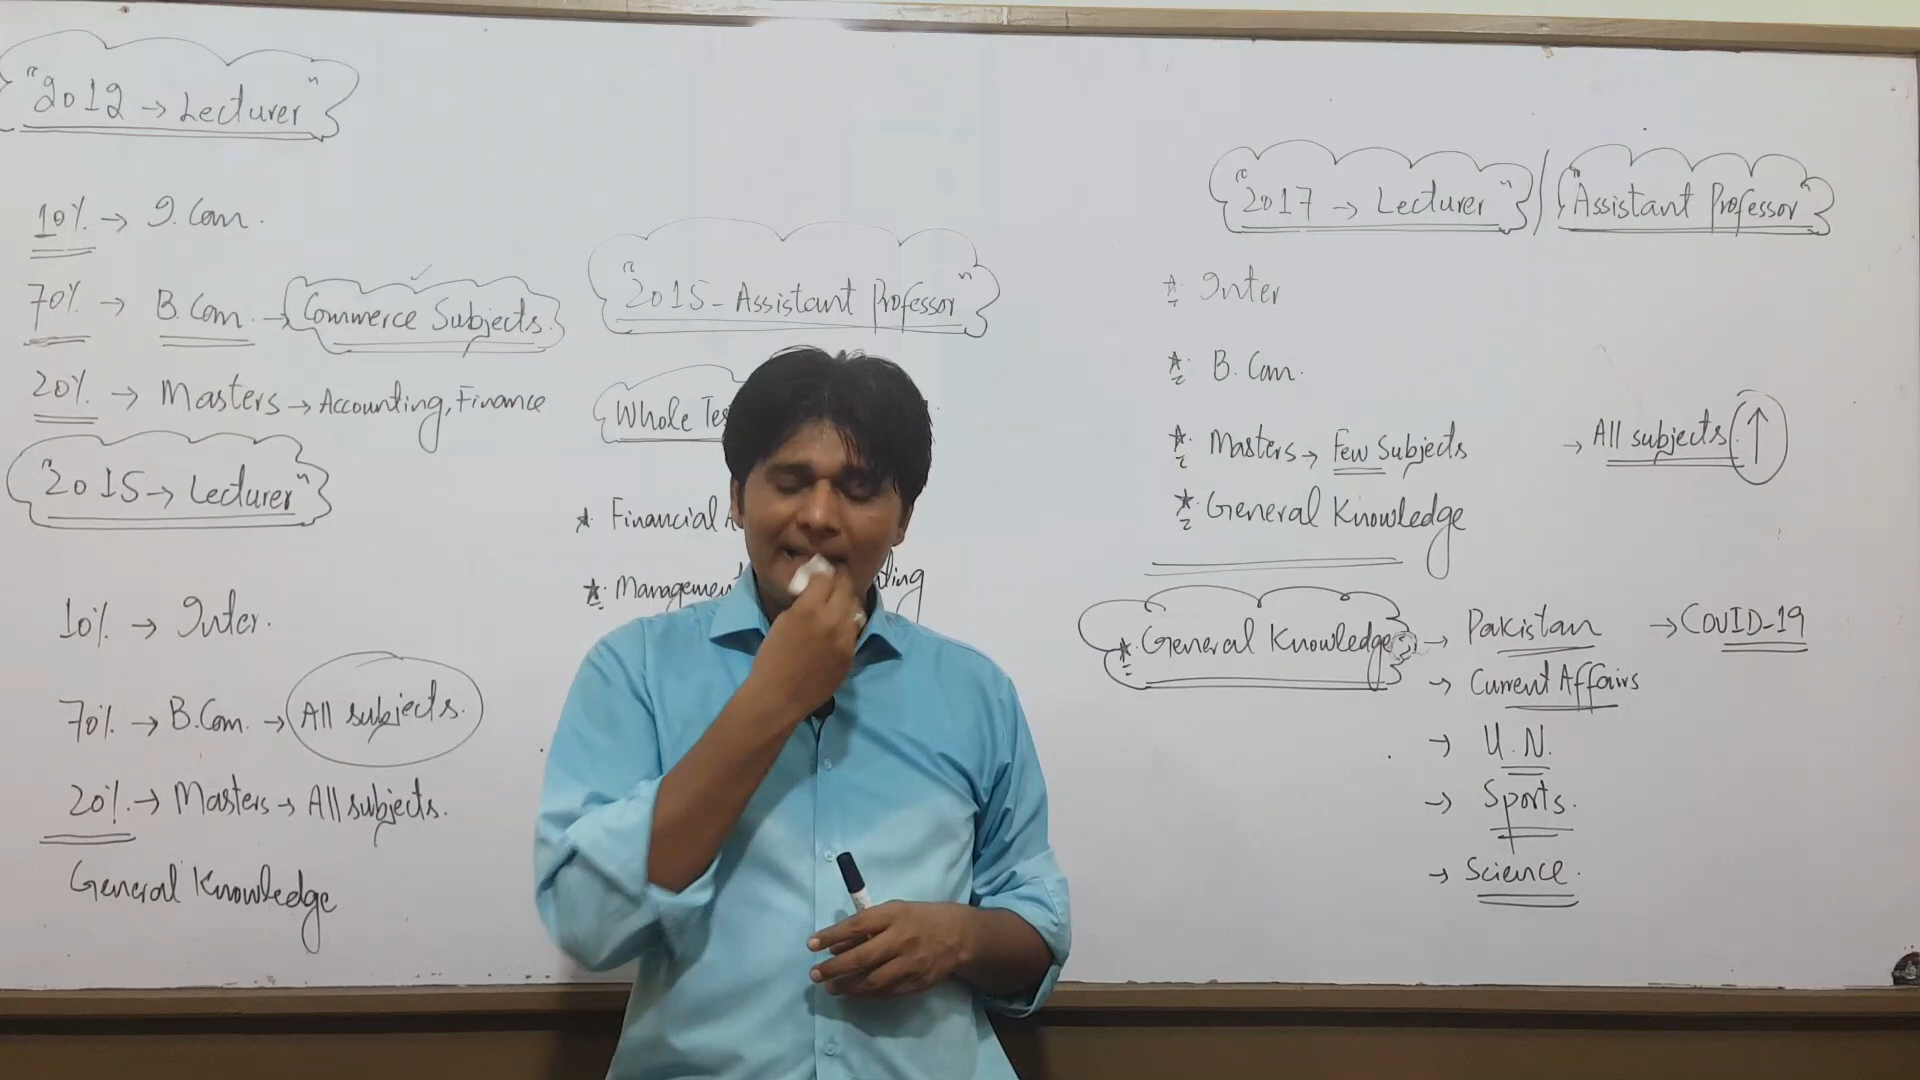 "2012 → Lecturer"
10% → I.Com.
70% → B.Com. → Commerce Subjects.
20% → Masters → Accounting, Finance
"2015 → Lecturer"
10% → Inter.
70% → B.Com. → All subjects.
20% → Masters → All subjects.
General Knowledge
"2015 - Assistant Professor"
Whole
* Financial
*
"2017 → Lecturer" / "Assistant Professor"
* Inter
* B.Com.
* Masters → Few Subjects → All subjects. ↑
* General Knowledge
* General Knowledge → Pakistan → COVID-19
→ Current Affairs
→ U.N.
→ Sports.
→ Science.